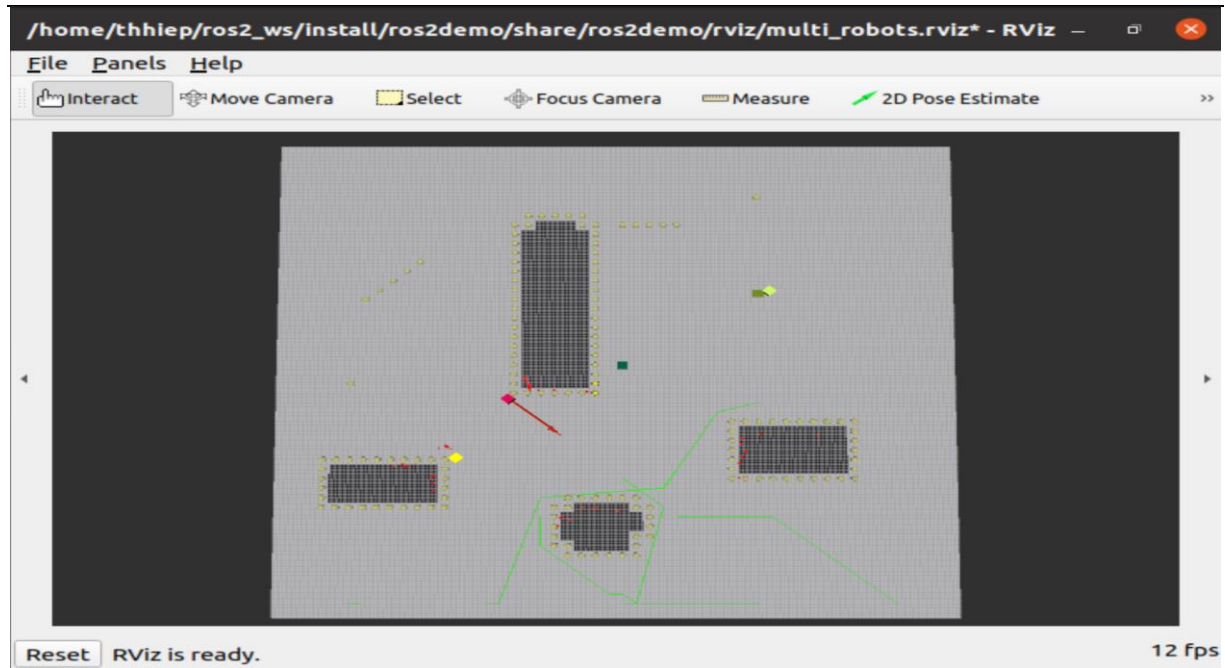 /home/thhiep/ros2_ws/install/ros2demo/share/ros2demo/rviz/multi_robots.rviz* - RViz
File Panels Help
Interact Move Camera Select Focus Camera Measure 2D Pose Estimate »
Reset RViz is ready. 12 fps